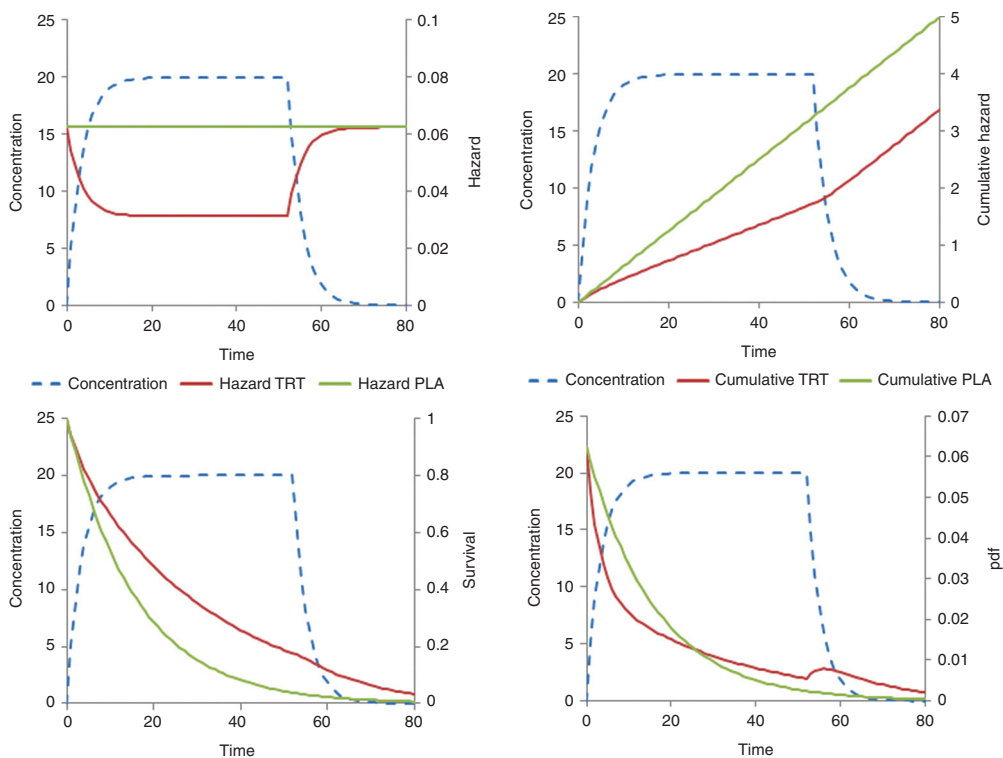 25
20
15
10
5
0
Concentration
0.1
0.08
0.06
0.04
0.02
0
Hazard
0 20 40 60 80
Time
25
20
15
10
5
0
Concentration
5
4
3
2
1
0
Cumulative hazard
0 20 40 60 80
Time
Concentration Hazard TRT Hazard PLA
Concentration Cumulative TRT Cumulative PLA
25
20
15
10
5
0
Concentration
1
0.8
0.6
0.4
0.2
0
Survival
0 20 40 60 80
Time
25
20
15
10
5
0
Concentration
0.07
0.06
0.05
0.04
0.03
0.02
0.01
0
pdf
0 20 40 60 80
Time